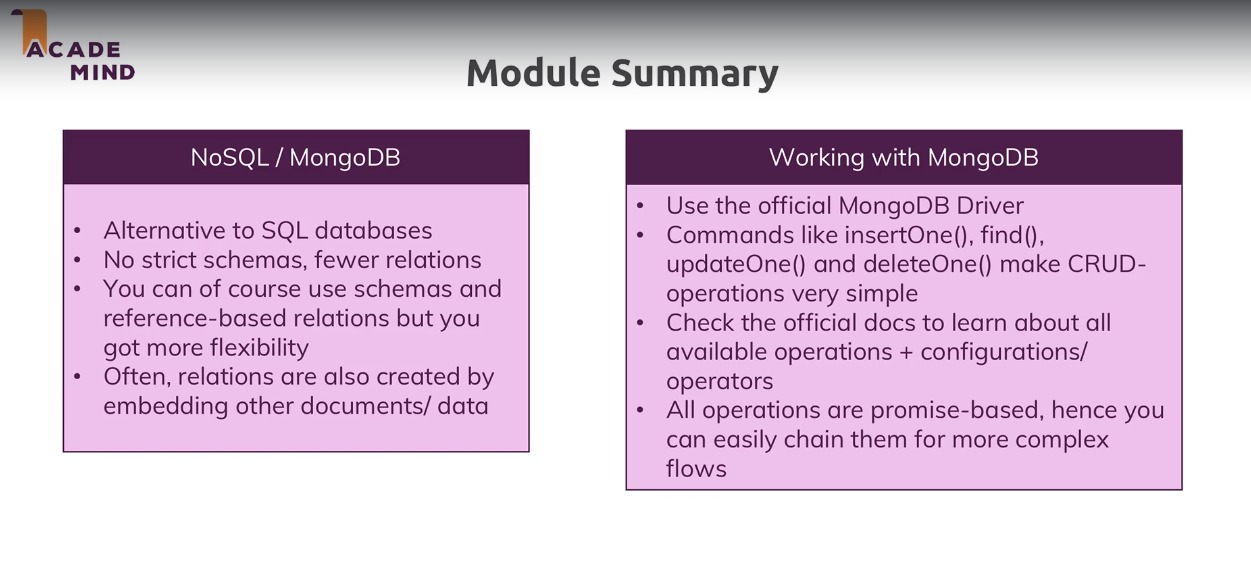 ACADE
MIND
Module Summary
NoSQL / MongoDB
• Alternative to SQL databases
• No strict schemas, fewer relations
• You can of course use schemas and
reference-based relations but you
got more flexibility
• Often, relations are also created by
embedding other documents/ data
Working with MongoDB
• Use the official MongoDB Driver
• Commands like insertOne(), find(),
updateOne() and deleteOne() make CRUD-
operations very simple
• Check the official docs to learn about all
available operations + configurations/
operators
• All operations are promise-based, hence you
can easily chain them for more complex
flows